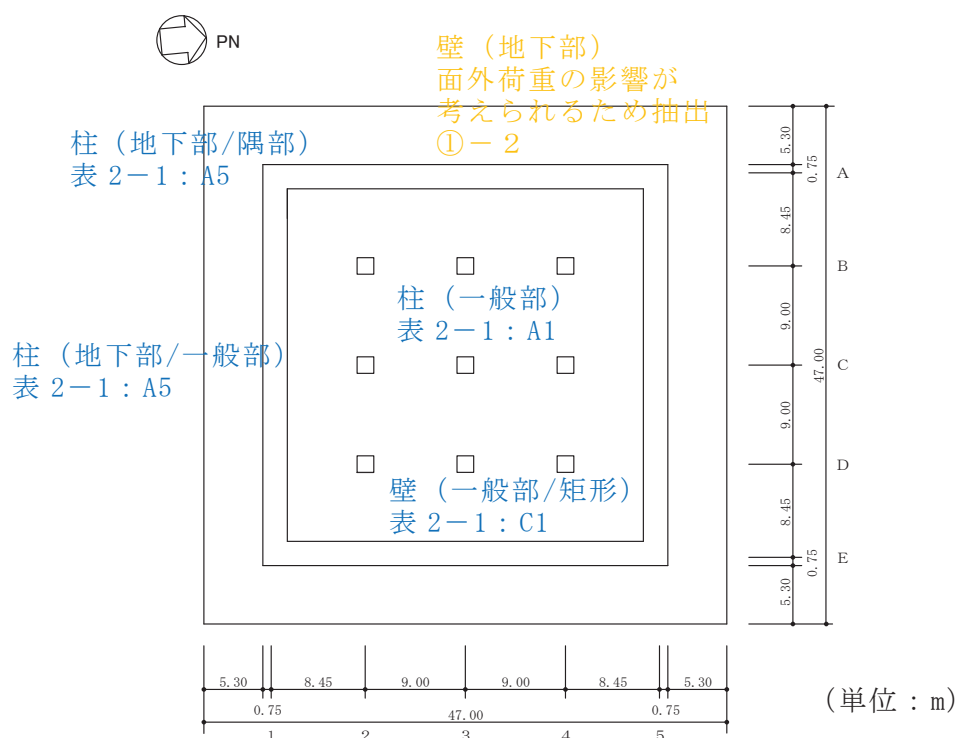 PN
壁（地下部）
面外荷重の影響が
考えられるため抽出
①－2
柱（地下部/隅部）
表 2－1：A5
柱（一般部）
表 2－1：A1
柱（地下部/一般部）
表 2－1：A5
壁（一般部/矩形）
表 2－1：C1
5.30
0.75
A
8.45
B
9.00
C
47.00
9.00
D
8.45
0.75
E
5.30
5.30
8.45
9.00
9.00
8.45
5.30
0.75
47.00
0.75
1
2
3
4
5
（単位：m）